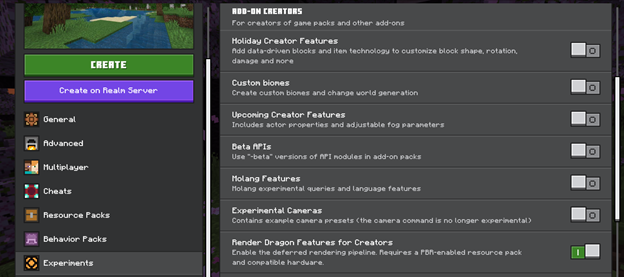 CREATE
Create on Realm Server
General
Advanced
Multiplayer
Cheats
Resource Packs
Behavior Packs
Experiments
ADD-ON CREATORS
For creators of game packs and other add-ons
Holiday Creator Features
Add data-driven blocks and item technology to customize block shape, rotation,
damage and more
Custom biomes
Create custom biomes and change world generation
Upcoming Creator Features
Includes actor properties and adjustable fog parameters
Beta APIs
Use "-beta" versions of API modules in add-on packs
Molang Features
Molang experimental queries and language features
Experimental Cameras
Contains example camera presets (the camera command is no longer experimental)
Render Dragon Features for Creators
Enable the deferred rendering pipeline. Requires a PBR-enabled resource pack
and compatible hardware.